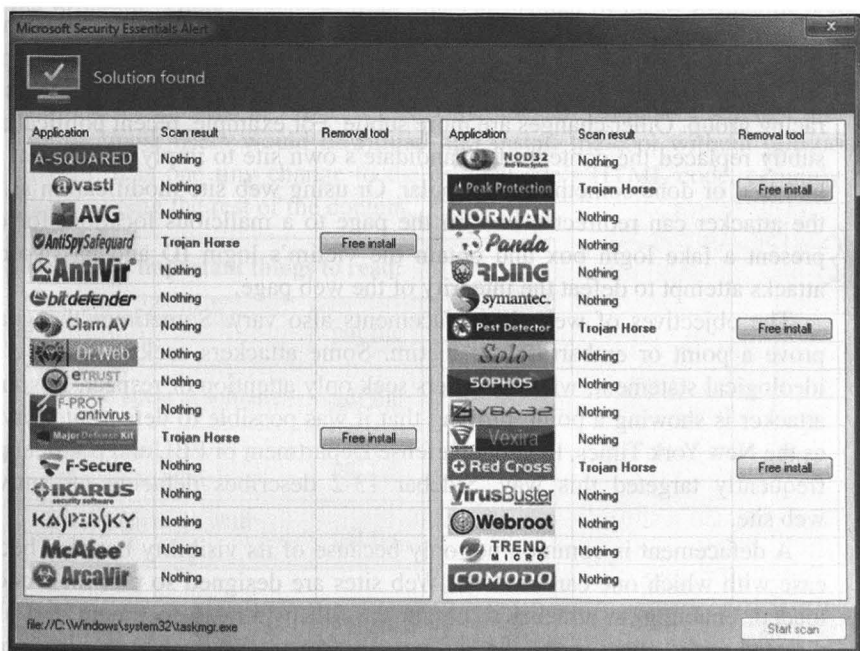 Microsoft Security Essentials Alert
Solution found
Application Scan result Removal tool
A-SQUARED Nothing
avast! Nothing
AVG Nothing
AntiSpySafeguard Trojan Horse Free install
AntiVir Nothing
bitdefender Nothing
Clam AV Nothing
Dr.Web Nothing
eTRUST Nothing
F-PROT antivirus Nothing
Major Defense Kit Trojan Horse Free install
F-Secure. Nothing
IKARUS security software Nothing
KASPERSKY Nothing
McAfee Nothing
ArcaVir Nothing
Application Scan result Removal tool
NOD32 Nothing
Peak Protection Trojan Horse Free install
NORMAN Nothing
Panda Nothing
RISING Nothing
symantec. Nothing
Pest Detector Trojan Horse Free install
Solo Nothing
SOPHOS Nothing
VBA32 Nothing
Vexira Nothing
Red Cross Trojan Horse Free install
VirusBuster Nothing
Webroot Nothing
TREND MICRO Nothing
COMODO Nothing
file://C:\Windows\system32\taskmgr.exe
Start scan